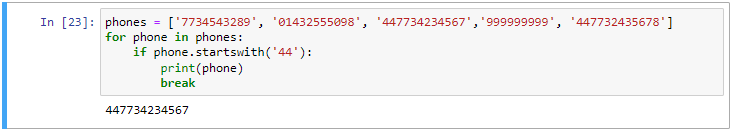 In [23]: phones = ['7734543289', '01432555098', '447734234567','999999999', '447732435678']
for phone in phones:
    if phone.startswith('44'):
        print(phone)
        break
447734234567